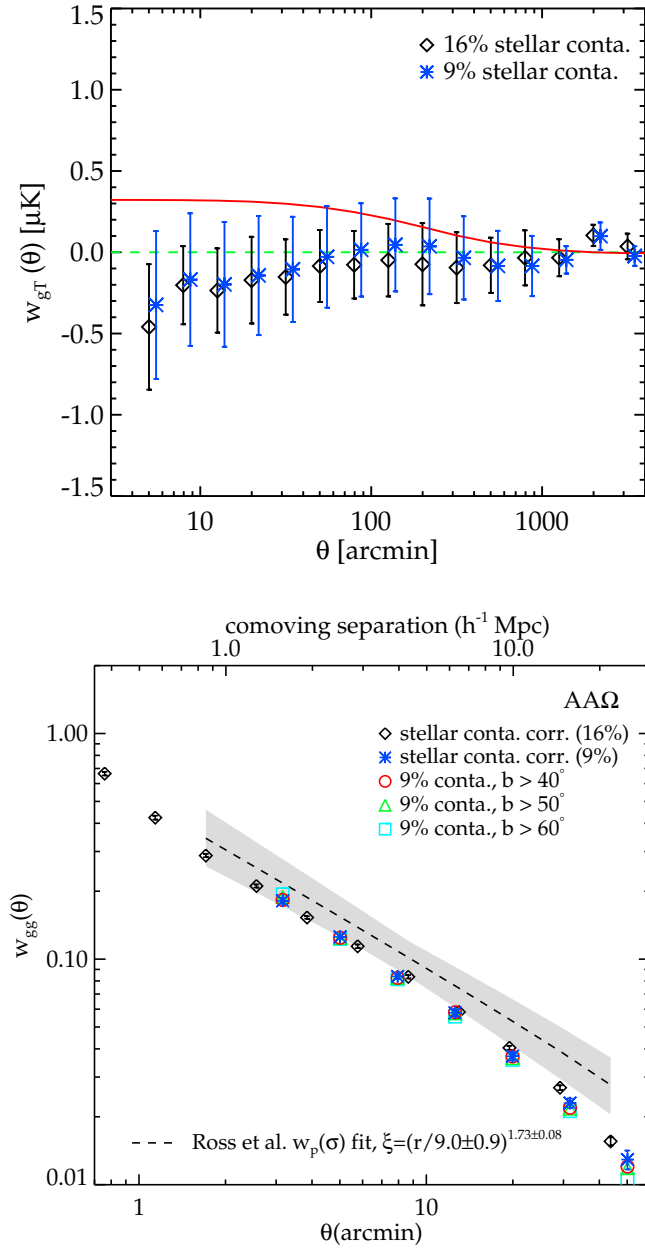 1.5
1.0
0.5
0.0
-0.5
-1.0
-1.5
w_gT (θ) [μK]
16% stellar conta.
9% stellar conta.
10
100
1000
θ [arcmin]
comoving separation (h⁻¹ Mpc)
1.0
10.0
AAΩ
stellar conta. corr. (16%)
stellar conta. corr. (9%)
9% conta., b > 40°
9% conta., b > 50°
9% conta., b > 60°
1.00
0.10
0.01
w_gg(θ)
Ross et al. w_p(σ) fit, ξ=(r/9.0±0.9)^1.73±0.08
1
10
θ(arcmin)